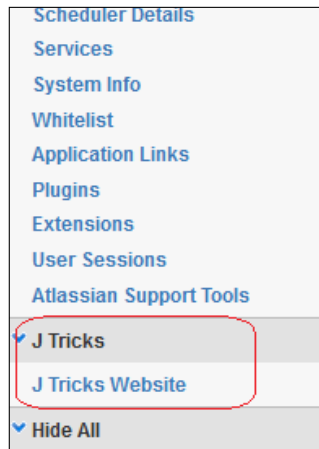 Scheduler Details
Services
System Info
Whitelist
Application Links
Plugins
Extensions
User Sessions
Atlassian Support Tools
J Tricks
J Tricks Website
Hide All